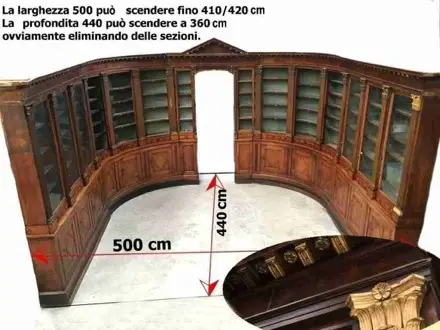 La larghezza 500 può scendere fino 410/420 cm
La profondita 440 può scendere a 360 cm
ovviamente eliminando delle sezioni.
440 cm
500 cm